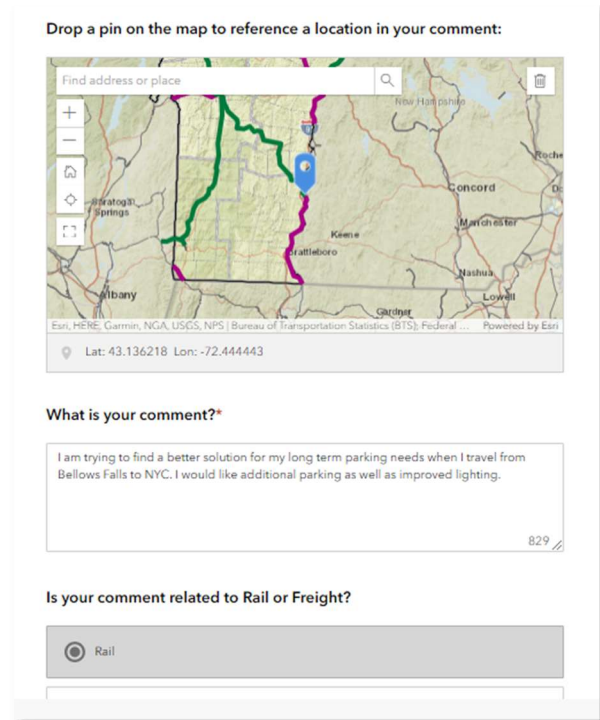 Drop a pin on the map to reference a location in your comment:
Find address or place
New Hampshire
Concord
Saratoga
Springs
Manchester
Keene
Brattleboro
Nashua
Albany
Lowell
Gardner
Esri, HERE, Garmin, NGA, USGS, NPS | Bureau of Transportation Statistics (BTS); Federal ... Powered by Esri
Lat: 43.136218 Lon: -72.444443
What is your comment?*
I am trying to find a better solution for my long term parking needs when I travel from
Bellows Falls to NYC. I would like additional parking as well as improved lighting.
829
Is your comment related to Rail or Freight?
Rail